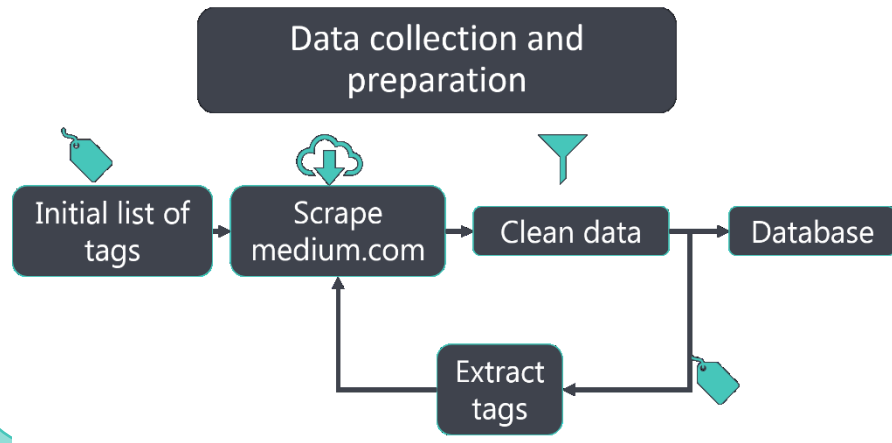 Data collection and
preparation
Initial list of
tags
Scrape
medium.com
Clean data
Database
Extract
tags